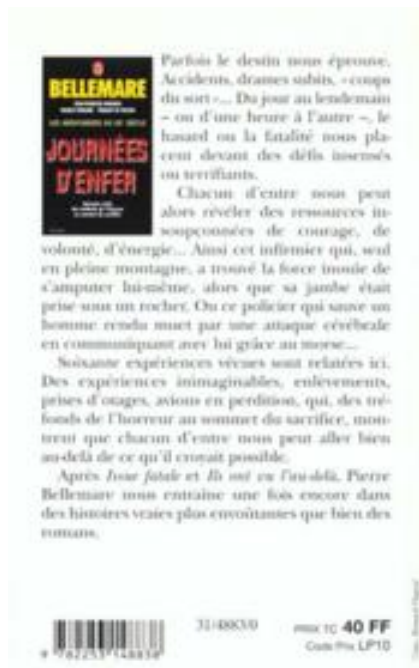 BELLEMARE
JOURNÉES
D'ENFER
Parfois le destin nous éprouve.
Accidents, drames subits, «coups
du sort»... Du jour au lendemain
– ou d'une heure à l'autre –, le
hasard ou la fatalité nous pla-
cent devant des défis insensés
ou terrifiants.
Chacun d'entre nous peut
alors révéler des ressources in-
soupçonnées de courage, de
volonté, d'énergie... Ainsi cet infirmier qui, seul
en pleine montagne, a trouvé la force inouïe de
s'amputer lui-même, alors que sa jambe était
prise sous un rocher. Ou ce policier qui sauve un
homme rendu muet par une attaque cérébrale
en communiquant avec lui grâce au morse...
Soixante expériences vécues sont relatées ici.
Des expériences inimaginables, enlèvements,
prises d'otages, avions en perdition, qui, des tré-
fonds de l'horreur au sommet du sacrifice, mon-
trent que chacun d'entre nous peut aller bien
au-delà de ce qu'il croyait possible.
Après Issue fatale et Ils ont vu l'au-delà, Pierre
Bellemare nous entraîne une fois encore dans
des histoires vraies plus envoûtantes que bien des
romans.
31/4883/0
PRIX TC 40 FF
Code Prix LP10
9 782253 148838